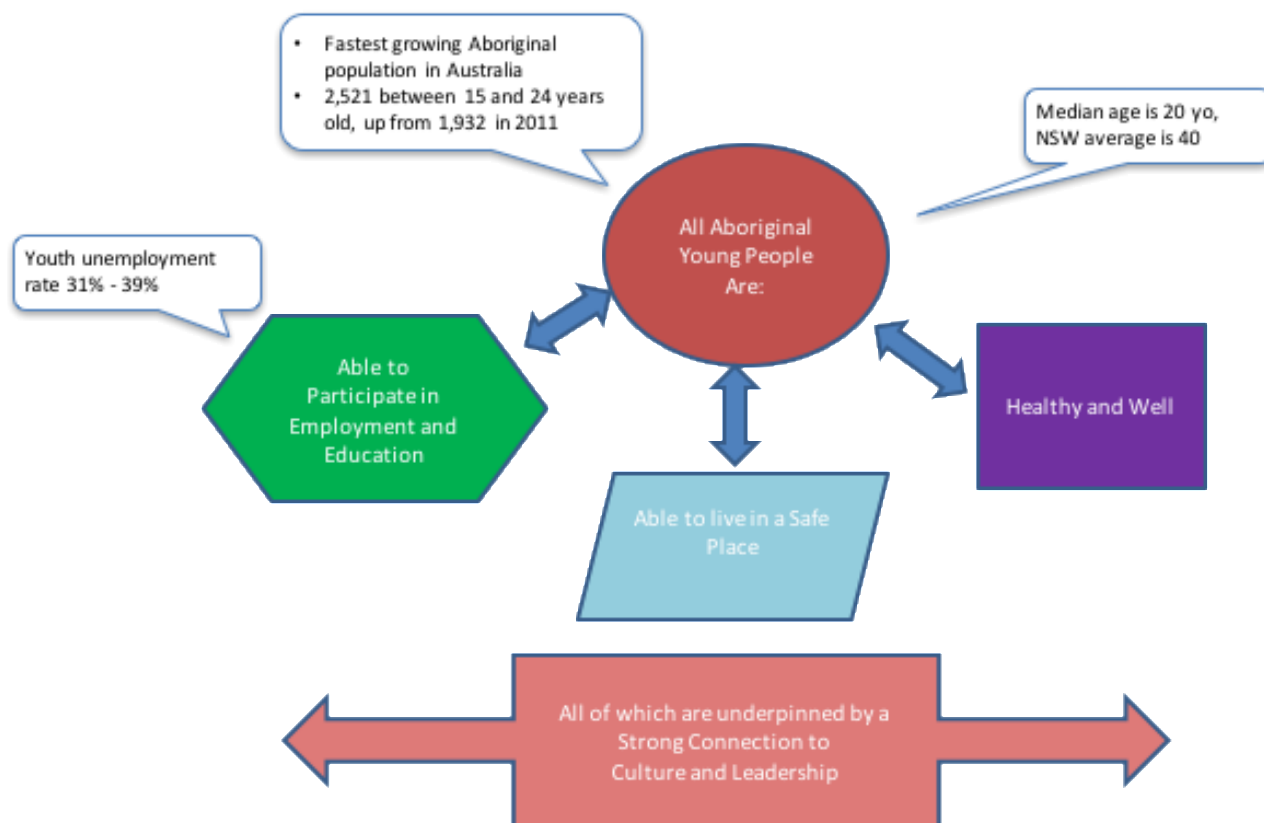 • Fastest growing Aboriginal
population in Australia
• 2,521 between 15 and 24 years
old, up from 1,932 in 2011
Median age is 20 yo,
NSW average is 40
All Aboriginal
Young People
Are:
Youth unemployment
rate 31% - 39%
Able to
Participate in
Employment and
Education
Healthy and Well
Able to live in a Safe
Place
All of which are underpinned by a
Strong Connection to
Culture and Leadership